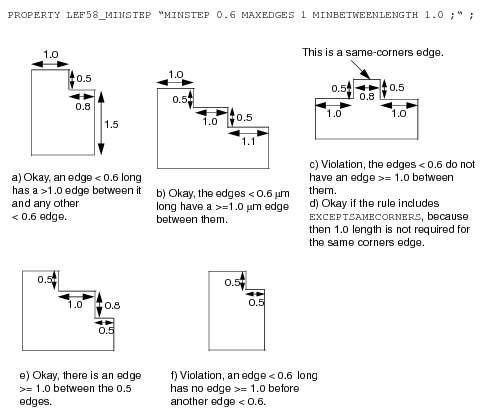 PROPERTY LEF58_MINSTEP “MINSTEP 0.6 MAXEDGES 1 MINBETWEENLENGTH 1.0 ;“ ;
1.0
0.5
0.8
1.5
a) Okay, an edge < 0.6 long
has a >1.0 edge between it
and any other
< 0.6 edge.
1.0
0.5
1.0
0.5
1.1
b) Okay, the edges < 0.6 μm
long have a >=1.0 μm edge
between them.
This is a same-corners edge.
0.5
0.8
0.5
1.0
1.0
c) Violation, the edges < 0.6 do not
have an edge >= 1.0 between
them.
d) Okay if the rule includes
EXCEPTSAMECORNERS, because
then 1.0 length is not required for
the same corners edge.
0.5
1.0
0.8
0.5
e) Okay, there is an edge
>= 1.0 between the 0.5
edges.
0.5
0.5
f) Violation, an edge < 0.6 long
has no edge >= 1.0 before
another edge < 0.6.